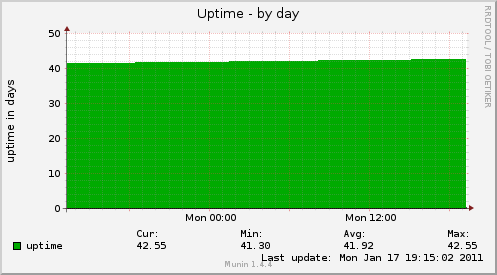 Uptime - by day
RRDTOOL / TOBI OETIKER
uptime in days
50
40
30
20
10
0
Mon 00:00 Mon 12:00
Cur: Min: Avg: Max:
uptime 42.55 41.30 41.92 42.55
Last update: Mon Jan 17 19:15:02 2011
Munin 1.4.4